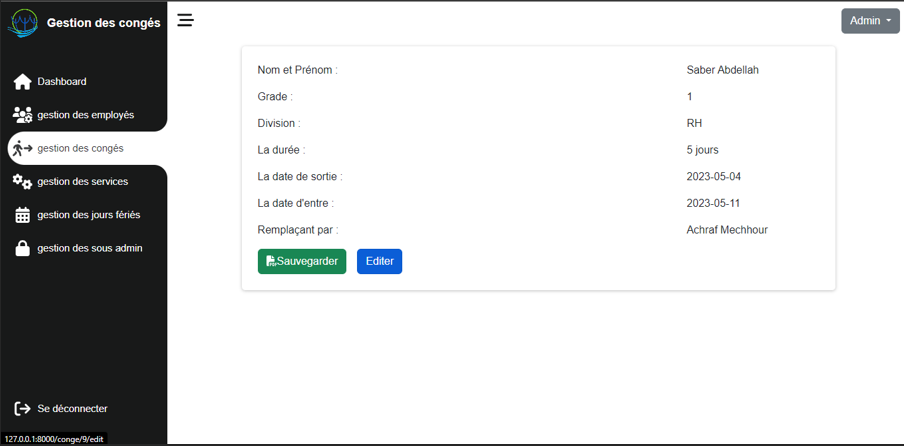 Gestion des congés
Admin
Dashboard
gestion des employés
gestion des congés
gestion des services
gestion des jours fériés
gestion des sous admin
Se déconnecter
Nom et Prénom : Saber Abdellah
Grade : 1
Division : RH
La durée : 5 jours
La date de sortie : 2023-05-04
La date d'entre : 2023-05-11
Remplaçant par : Achraf Mechhour
PDF Sauvegarder Editer
127.0.0.1:8000/conge/9/edit